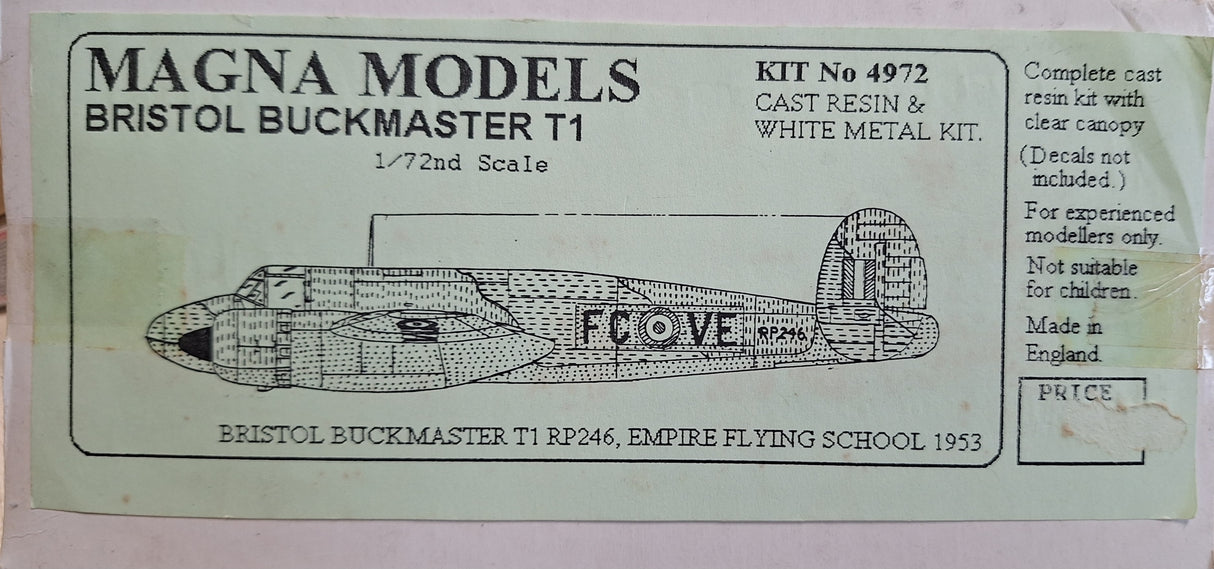 MAGNA MODELS
BRISTOL BUCKMASTER T1
1/72nd Scale
KIT No 4972
CAST RESIN &
WHITE METAL KIT.
FC VE RP246
BRISTOL BUCKMASTER T1 RP246, EMPIRE FLYING SCHOOL 1953
Complete cast
resin kit with
clear canopy
(Decals not
included.)
For experienced
modellers only.
Not suitable
for children.
Made in
England.
PRICE